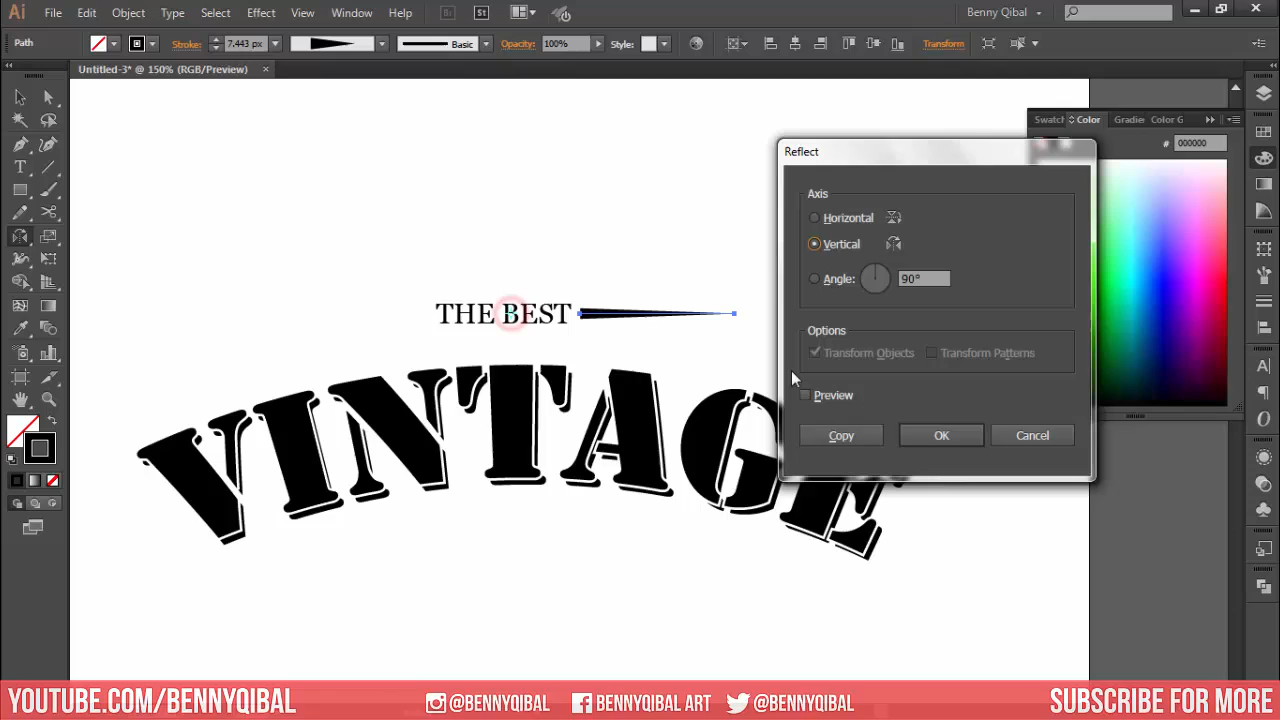 Ai File Edit Object Type Select Effect View Window Help Br St Benny Qibal
Path Stroke: 7.443 px Basic Opacity: 100% Style: Transform
Untitled-3* @ 150% (RGB/Preview) ×
Swatch Color Gradie Color G
# 000000
Reflect
Axis
Horizontal
Vertical
Angle: 90°
Options
Transform Objects Transform Patterns
Preview
Copy OK Cancel
THE BEST
VINTAGE
YOUTUBE.COM/BENNYQIBAL @BENNYQIBAL BENNYQIBAL ART @BENNYQIBAL SUBSCRIBE FOR MORE